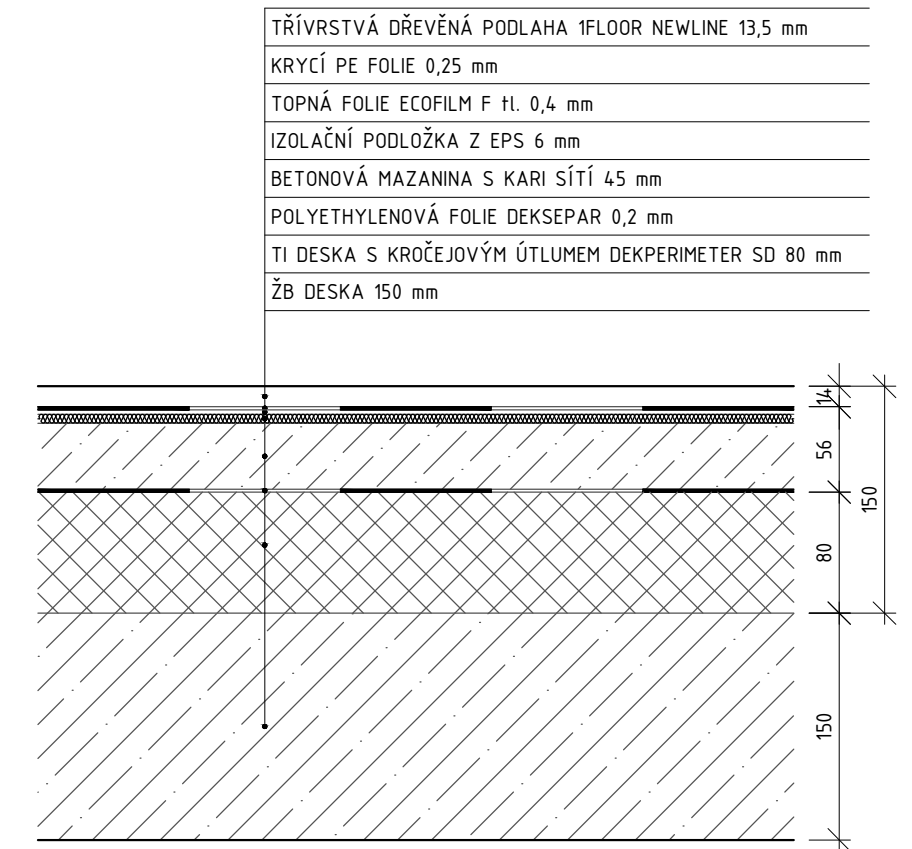 TŘÍVRSTVÁ DŘEVĚNÁ PODLAHA 1FLOOR NEWLINE 13,5 mm
KRYCÍ PE FOLIE 0,25 mm
TOPNÁ FOLIE ECOFILM F tl. 0,4 mm
IZOLAČNÍ PODLOŽKA Z EPS 6 mm
BETONOVÁ MAZANINA S KARI SÍTÍ 45 mm
POLYETHYLENOVÁ FOLIE DEKSEPAR 0,2 mm
TI DESKA S KROČEJOVÝM ÚTLUMEM DEKPERIMETER SD 80 mm
ŽB DESKA 150 mm
14
56
150
80
150